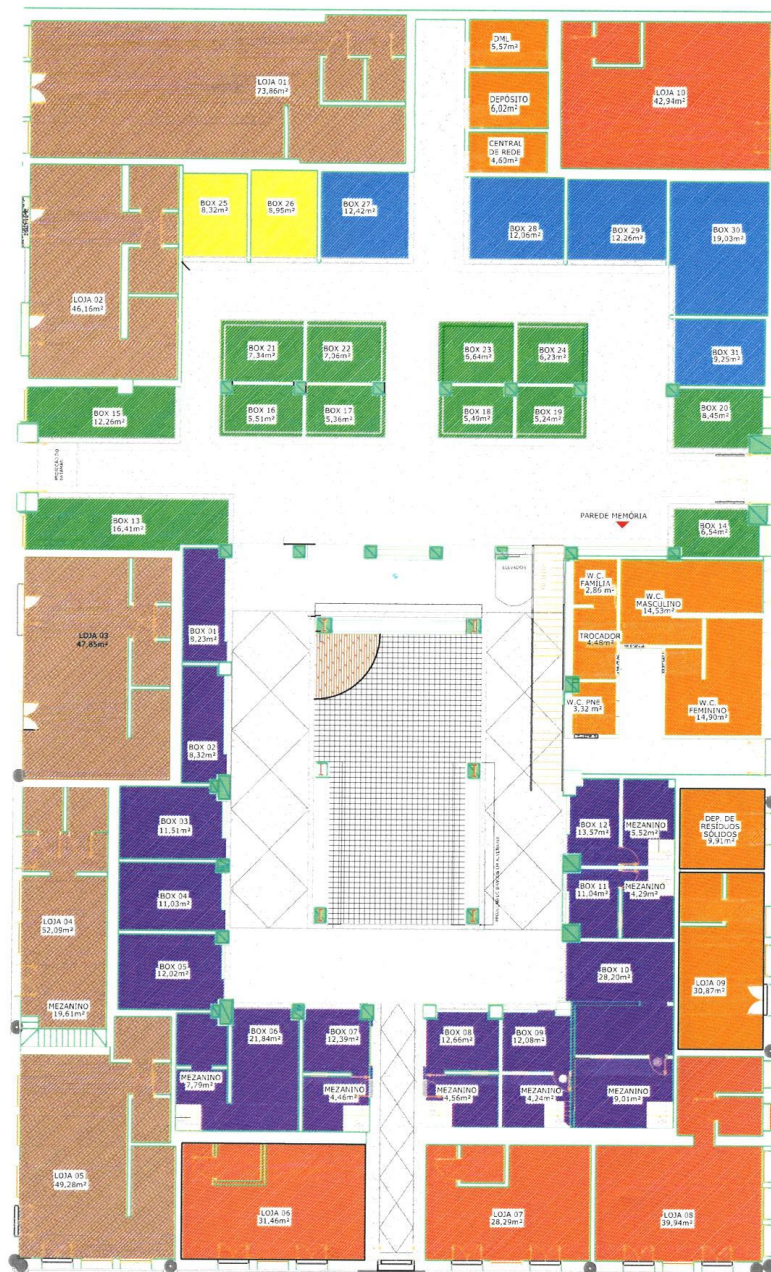 LOJA 01
73,86m²
DML
5,57m²
DEPÓSITO
6,02m²
CENTRAL
DE REDE
4,60m²
LOJA 10
42,94m²
LOJA 02
46,16m²
BOX 25
8,32m²
BOX 26
8,95m²
BOX 27
12,42m²
BOX 28
12,06m²
BOX 29
12,26m²
BOX 30
19,03m²
BOX 21
7,34m²
BOX 22
7,06m²
BOX 23
6,64m²
BOX 24
6,23m²
BOX 31
9,25m²
BOX 15
12,26m²
BOX 16
5,51m²
BOX 17
5,36m²
BOX 18
5,49m²
BOX 19
5,24m²
BOX 20
8,45m²
BOX 13
16,41m²
PAREDE MEMÓRIA
BOX 14
6,54m²
ELEVADOR
LOJA 03
47,85m²
BOX 01
8,23m²
W.C.
FAMILIA
2,86 m²
W.C.
MASCULINO
14,53m²
TROCADOR
4,48m²
BOX 02
8,32m²
W.C. PNE
3,32 m²
W.C.
FEMININO
14,90m²
BOX 03
11,51m²
BOX 12
13,57m²
MEZANINO
5,52m²
DEP. DE
RESÍDUOS
SÓLIDOS
9,91m²
BOX 04
11,03m²
BOX 11
11,04m²
MEZANINO
4,29m²
LOJA 04
52,09m²
BOX 05
12,02m²
BOX 10
28,20m²
LOJA 09
30,87m²
MEZANINO
19,61m²
BOX 06
21,84m²
BOX 07
12,39m²
BOX 08
12,66m²
BOX 09
12,08m²
MEZANINO
7,79m²
MEZANINO
4,46m²
MEZANINO
4,56m²
MEZANINO
4,24m²
MEZANINO
9,01m²
LOJA 05
49,28m²
LOJA 06
31,46m²
LOJA 07
28,29m²
LOJA 08
39,94m²